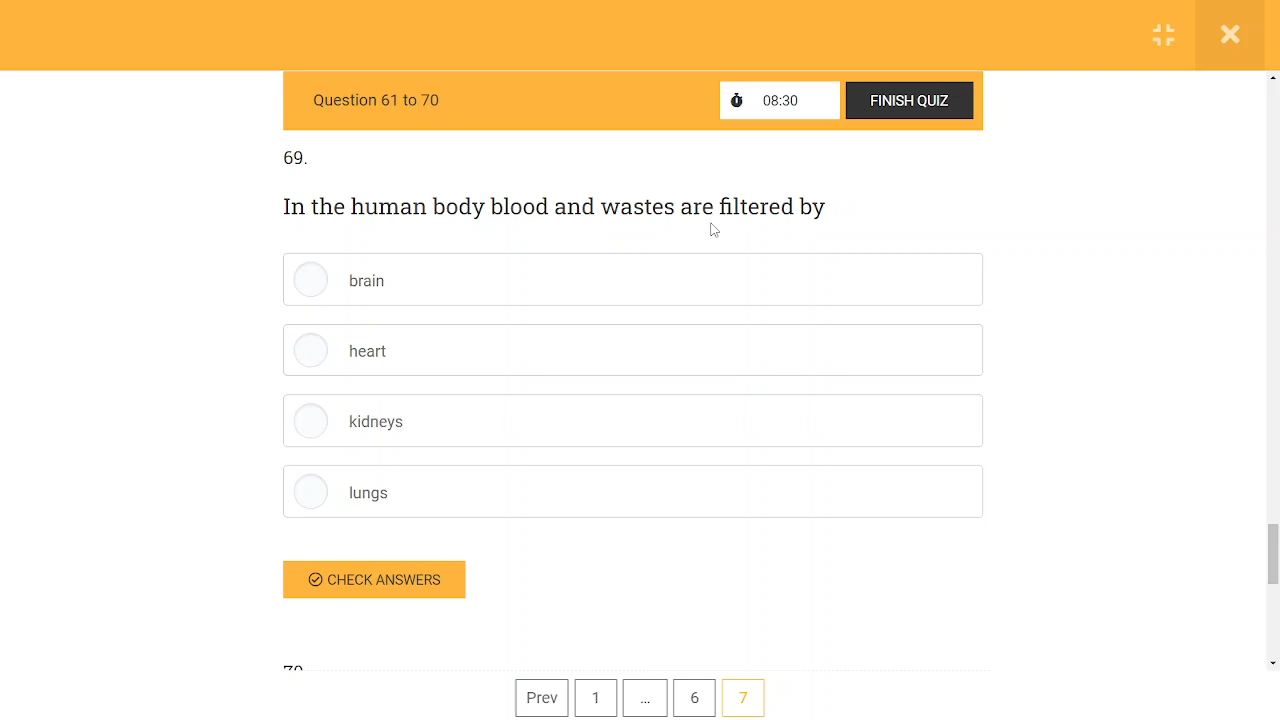 Question 61 to 70
08:30
FINISH QUIZ
69.
In the human body blood and wastes are filtered by
brain
heart
kidneys
lungs
CHECK ANSWERS
Prev
1
...
6
7